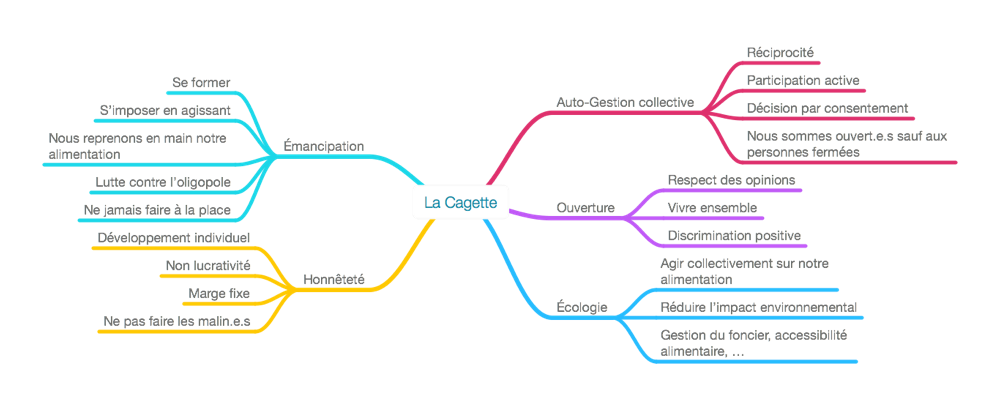 La Cagette
Émancipation
Se former
S'imposer en agissant
Nous reprenons en main notre
alimentation
Lutte contre l'oligopole
Ne jamais faire à la place
Honnêteté
Développement individuel
Non lucrativité
Marge fixe
Ne pas faire les malin.e.s
Auto-Gestion collective
Réciprocité
Participation active
Décision par consentement
Nous sommes ouvert.e.s sauf aux
personnes fermées
Ouverture
Respect des opinions
Vivre ensemble
Discrimination positive
Écologie
Agir collectivement sur notre
alimentation
Réduire l'impact environnemental
Gestion du foncier, accessibilité
alimentaire, …